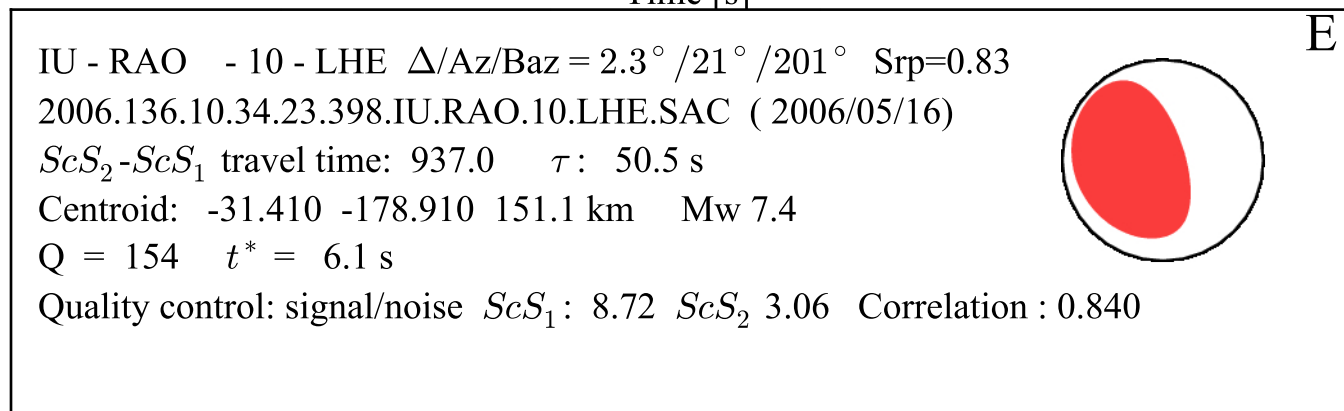 Time [s]
E
IU - RAO - 10 - LHE Δ/Az/Baz = 2.3° /21° /201° Srp=0.83
2006.136.10.34.23.398.IU.RAO.10.LHE.SAC ( 2006/05/16)
ScS₂-ScS₁ travel time: 937.0 τ : 50.5 s
Centroid: -31.410 -178.910 151.1 km Mw 7.4
Q = 154 t* = 6.1 s
Quality control: signal/noise ScS₁: 8.72 ScS₂ 3.06 Correlation : 0.840